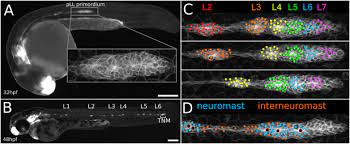 pLL primordium
A
32hpf
B
L1 L2 L3 L4 L5 L6
TNM
48hpf
C
L2 L3 L4 L5 L6 L7
D
neuromast interneuromast